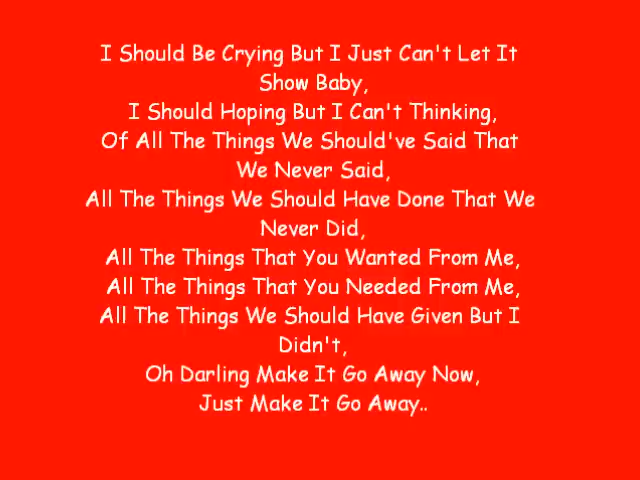 I Should Be Crying But I Just Can't Let It
Show Baby,
I Should Hoping But I Can't Thinking,
Of All The Things We Should've Said That
We Never Said,
All The Things We Should Have Done That We
Never Did,
All The Things That You Wanted From Me,
All The Things That You Needed From Me,
All The Things We Should Have Given But I
Didn't,
Oh Darling Make It Go Away Now,
Just Make It Go Away..